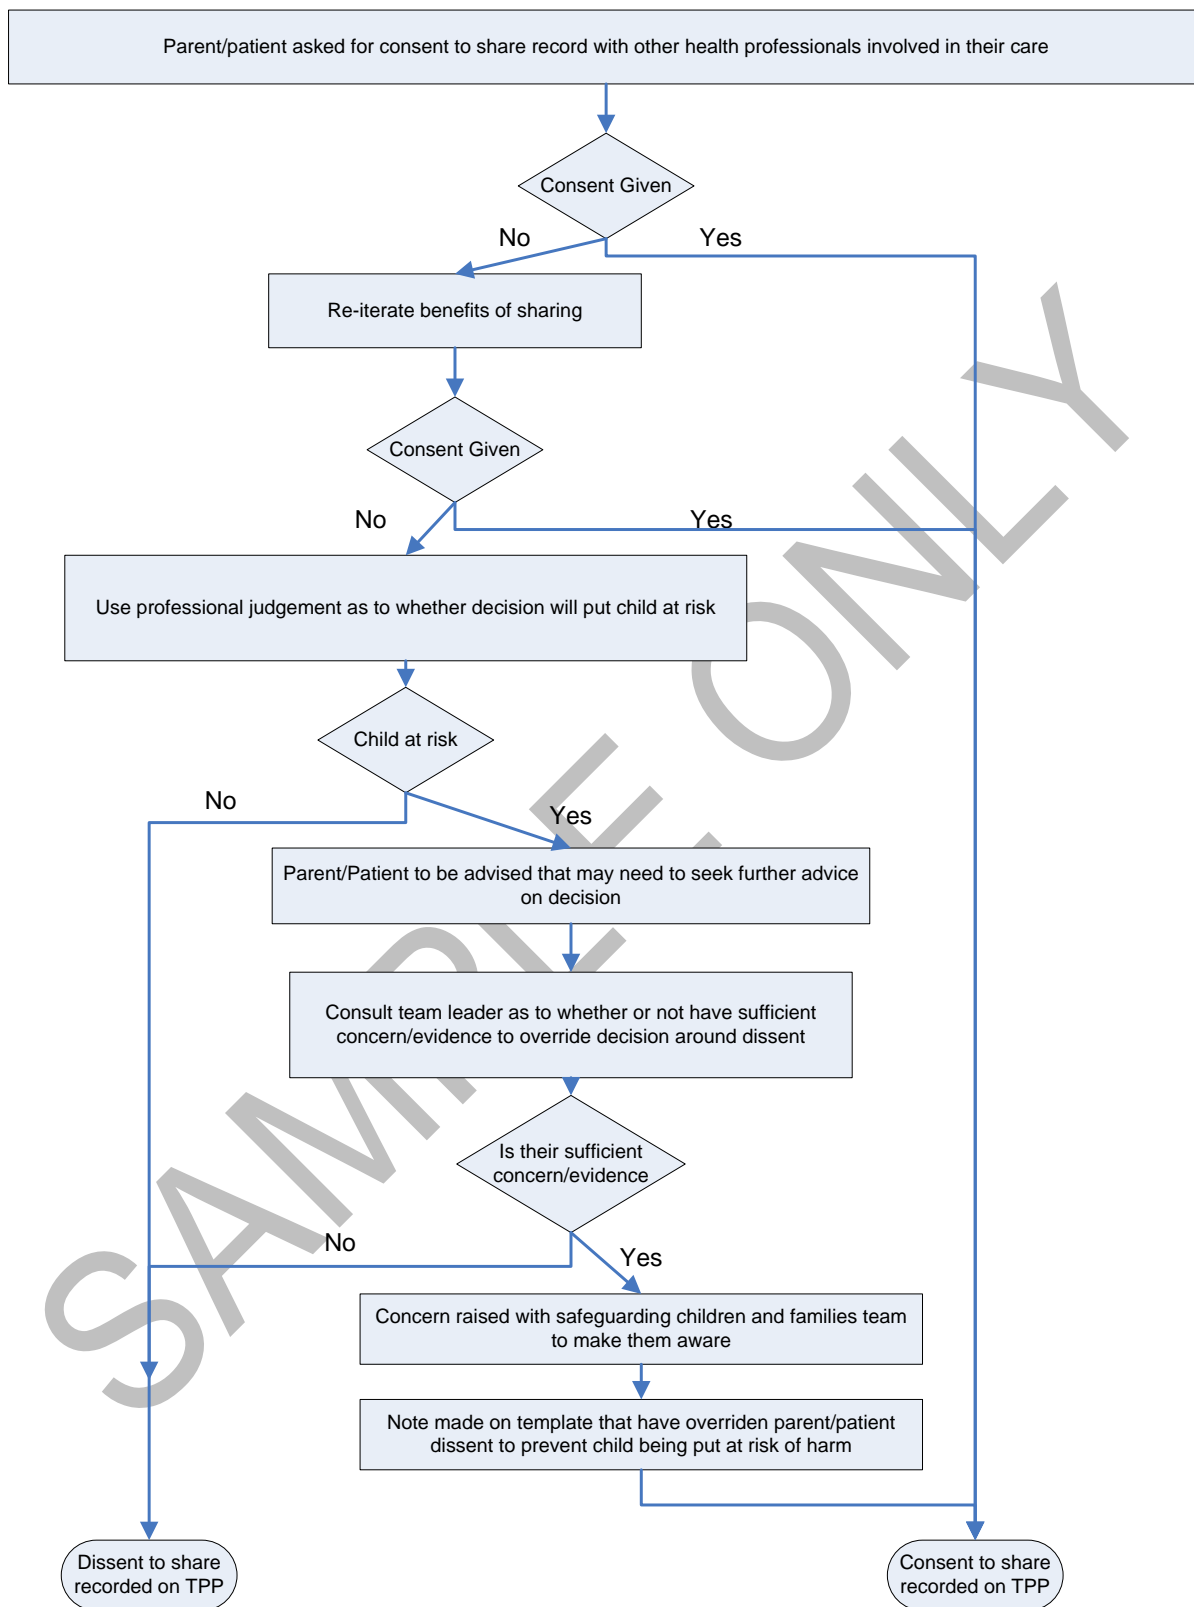 Parent/patient asked for consent to share record with other health professionals involved in their care
Consent Given
No
Yes
Re-iterate benefits of sharing
Consent Given
No
Yes
Use professional judgement as to whether decision will put child at risk
Child at risk
No
Yes
Parent/Patient to be advised that may need to seek further advice
on decision
Consult team leader as to whether or not have sufficient
concern/evidence to override decision around dissent
Is their sufficient
concern/evidence
No
Yes
Concern raised with safeguarding children and families team
to make them aware
Note made on template that have overriden parent/patient
dissent to prevent child being put at risk of harm
Dissent to share
recorded on TPP
Consent to share
recorded on TPP
SAMPLE ONLY